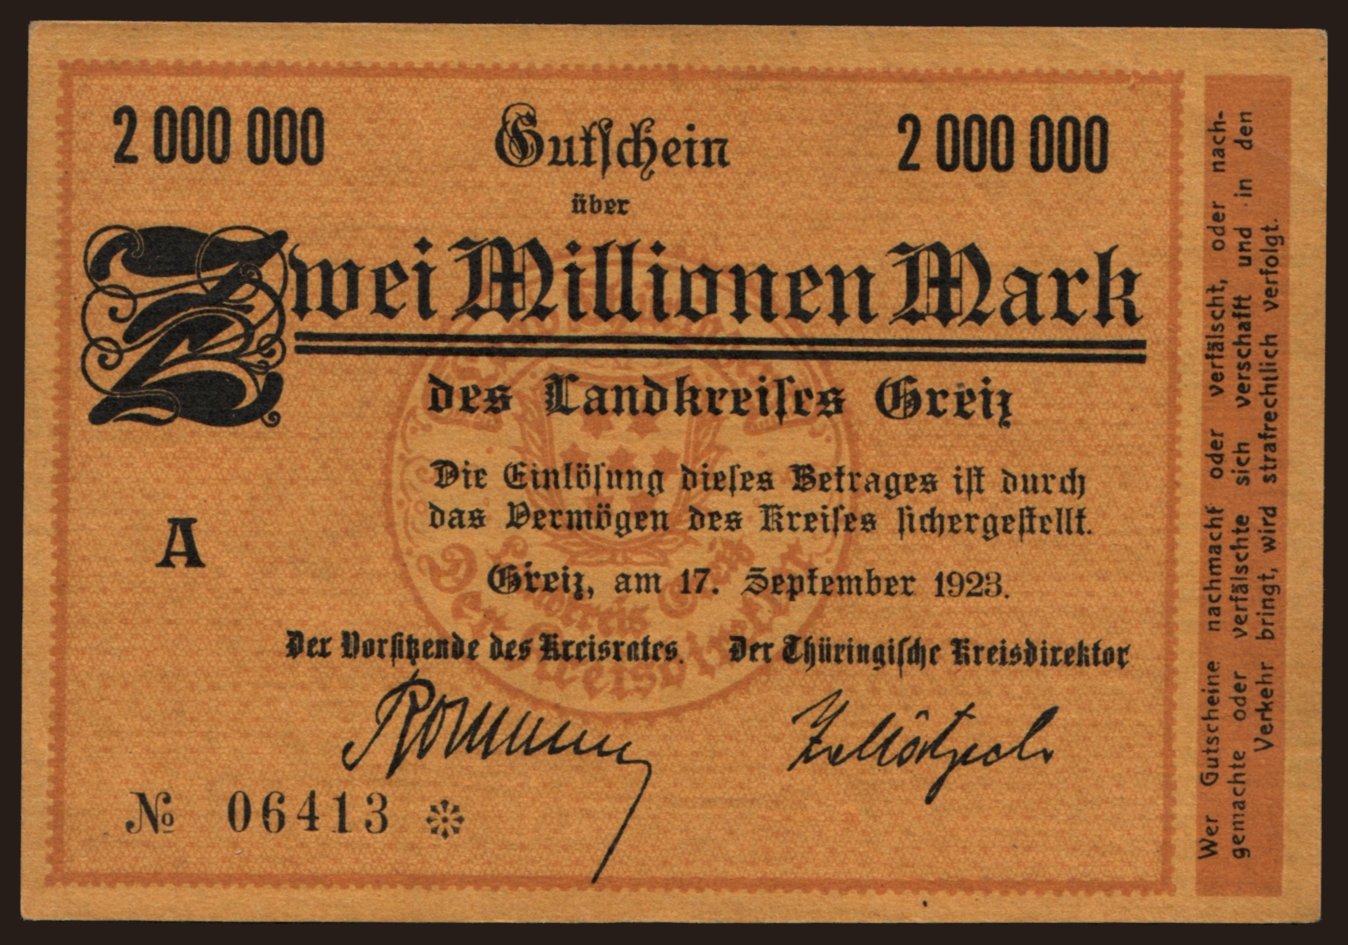 2 000 000
Gutschein
2 000 000
über
Zwei Millionen Mark
des Landkreises Greiz
Die Einlösung dieses Betrages ist durch
das Vermögen des Kreises sichergestellt.
A
Greiz, am 17. September 1923.
Der Vorsitzende des Kreisrates. Der Thüringische Kreisdirektor
№ 06413
Wer Gutscheine nachmacht oder verfälscht, oder nach-
gemachte oder verfälschte sich verschafft und in den
Verkehr bringt, wird strafrechtlich verfolgt.